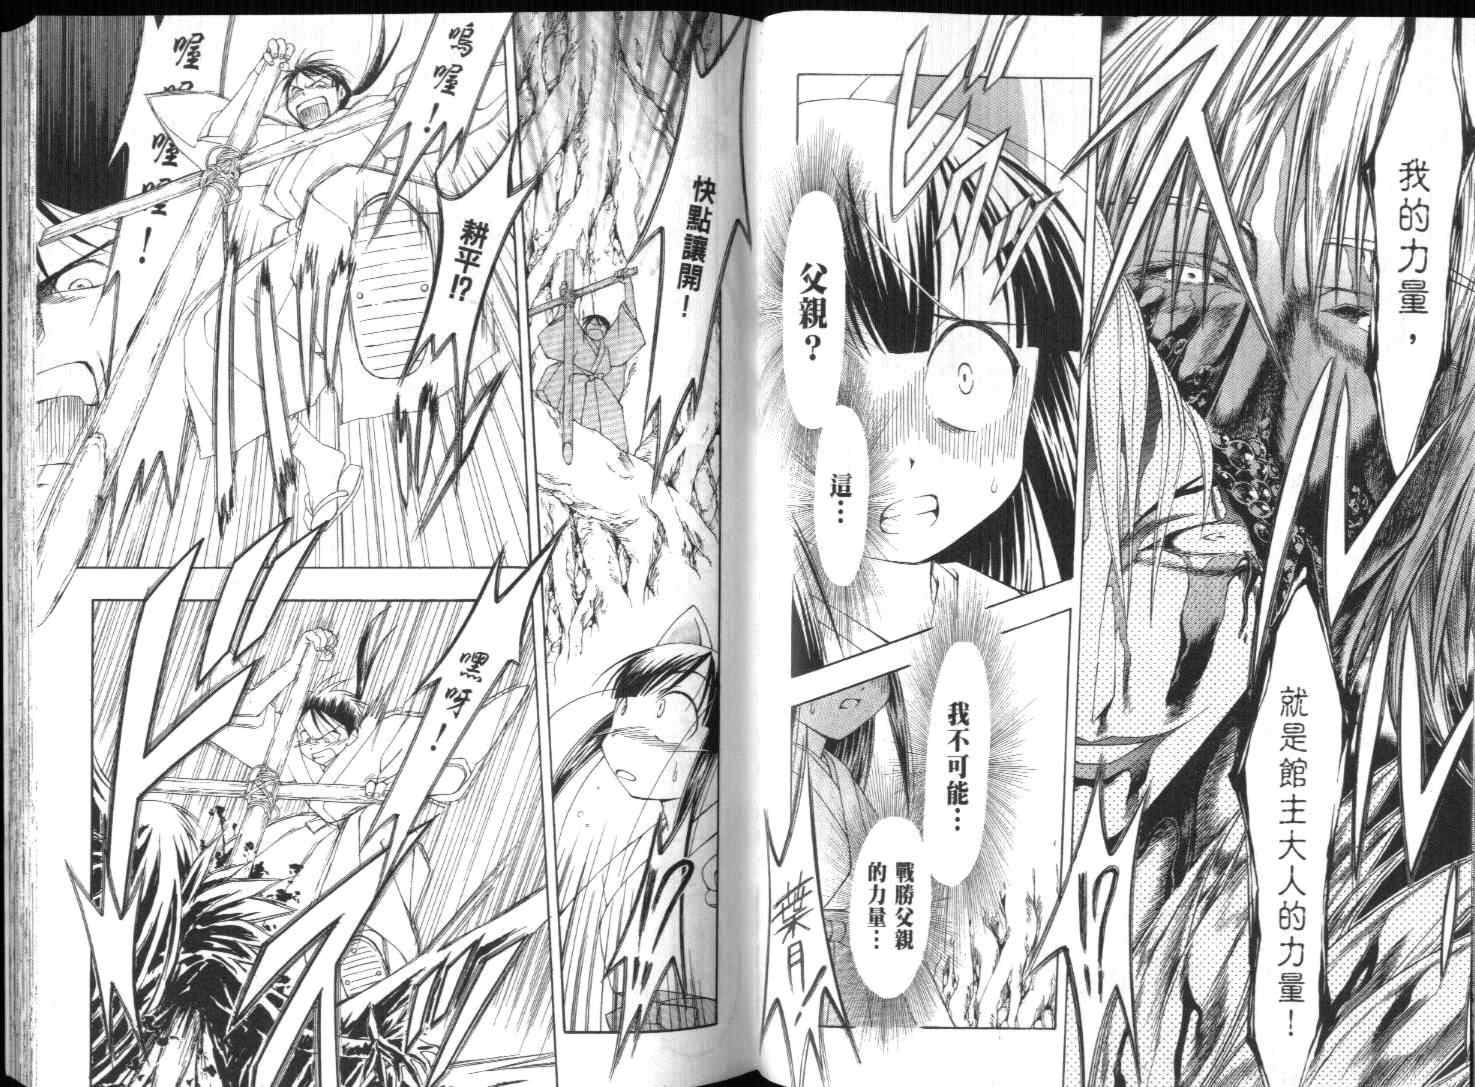 我的力量，
就是館主大人的力量！
父親？
這…
我不可能…
戰勝父親
的力量…
葉月！
快點讓開！
嗚喔！
耕平！？
喔
喔
喔
喔！
嘿呀！